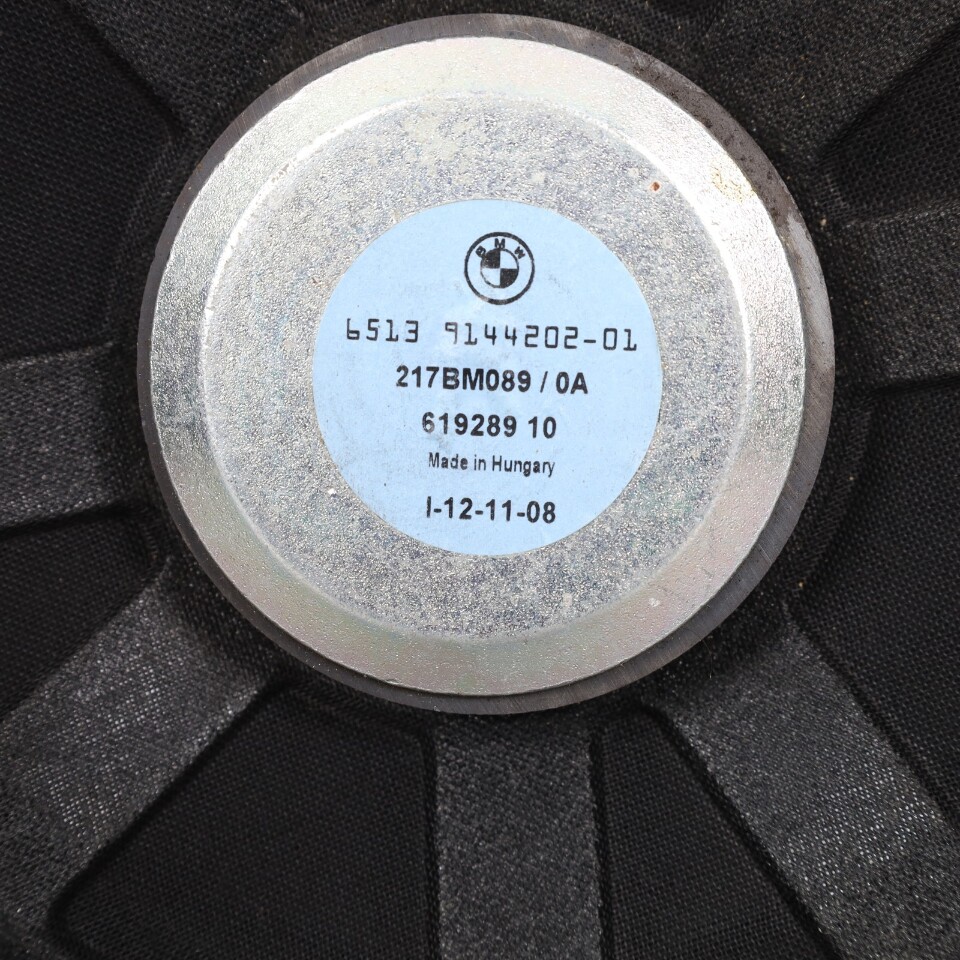 BMW
6513 9144202-01
217BM089 / 0A
619289 10
Made in Hungary
I-12-11-08